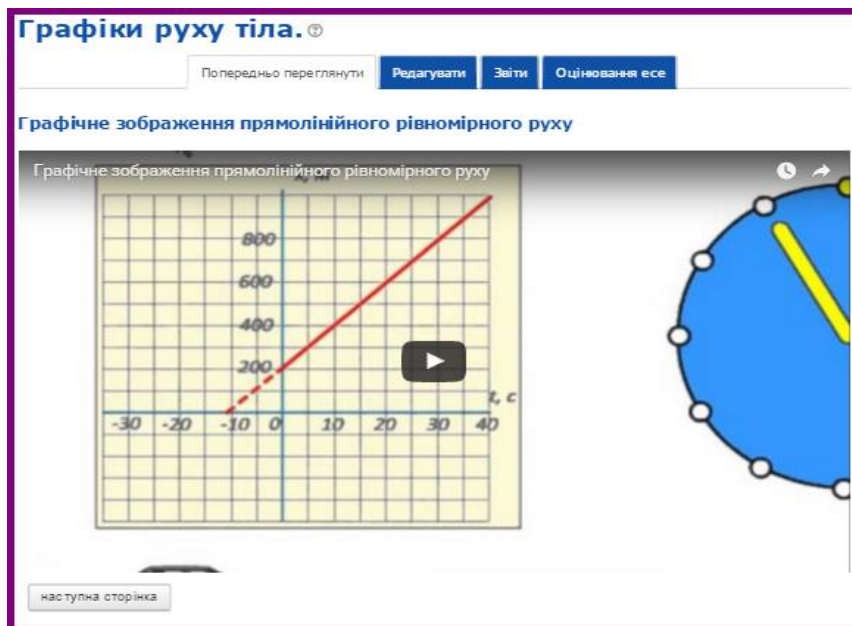 Графіки руху тіла.
Попередньо переглянути Редагувати Звіти Оцінювання есе
Графічне зображення прямолінійного рівномірного руху
Графічне зображення прямолінійного рівномірного руху
800
600
400
200
t, с
-30 -20 -10 0 10 20 30 40
наступна сторінка